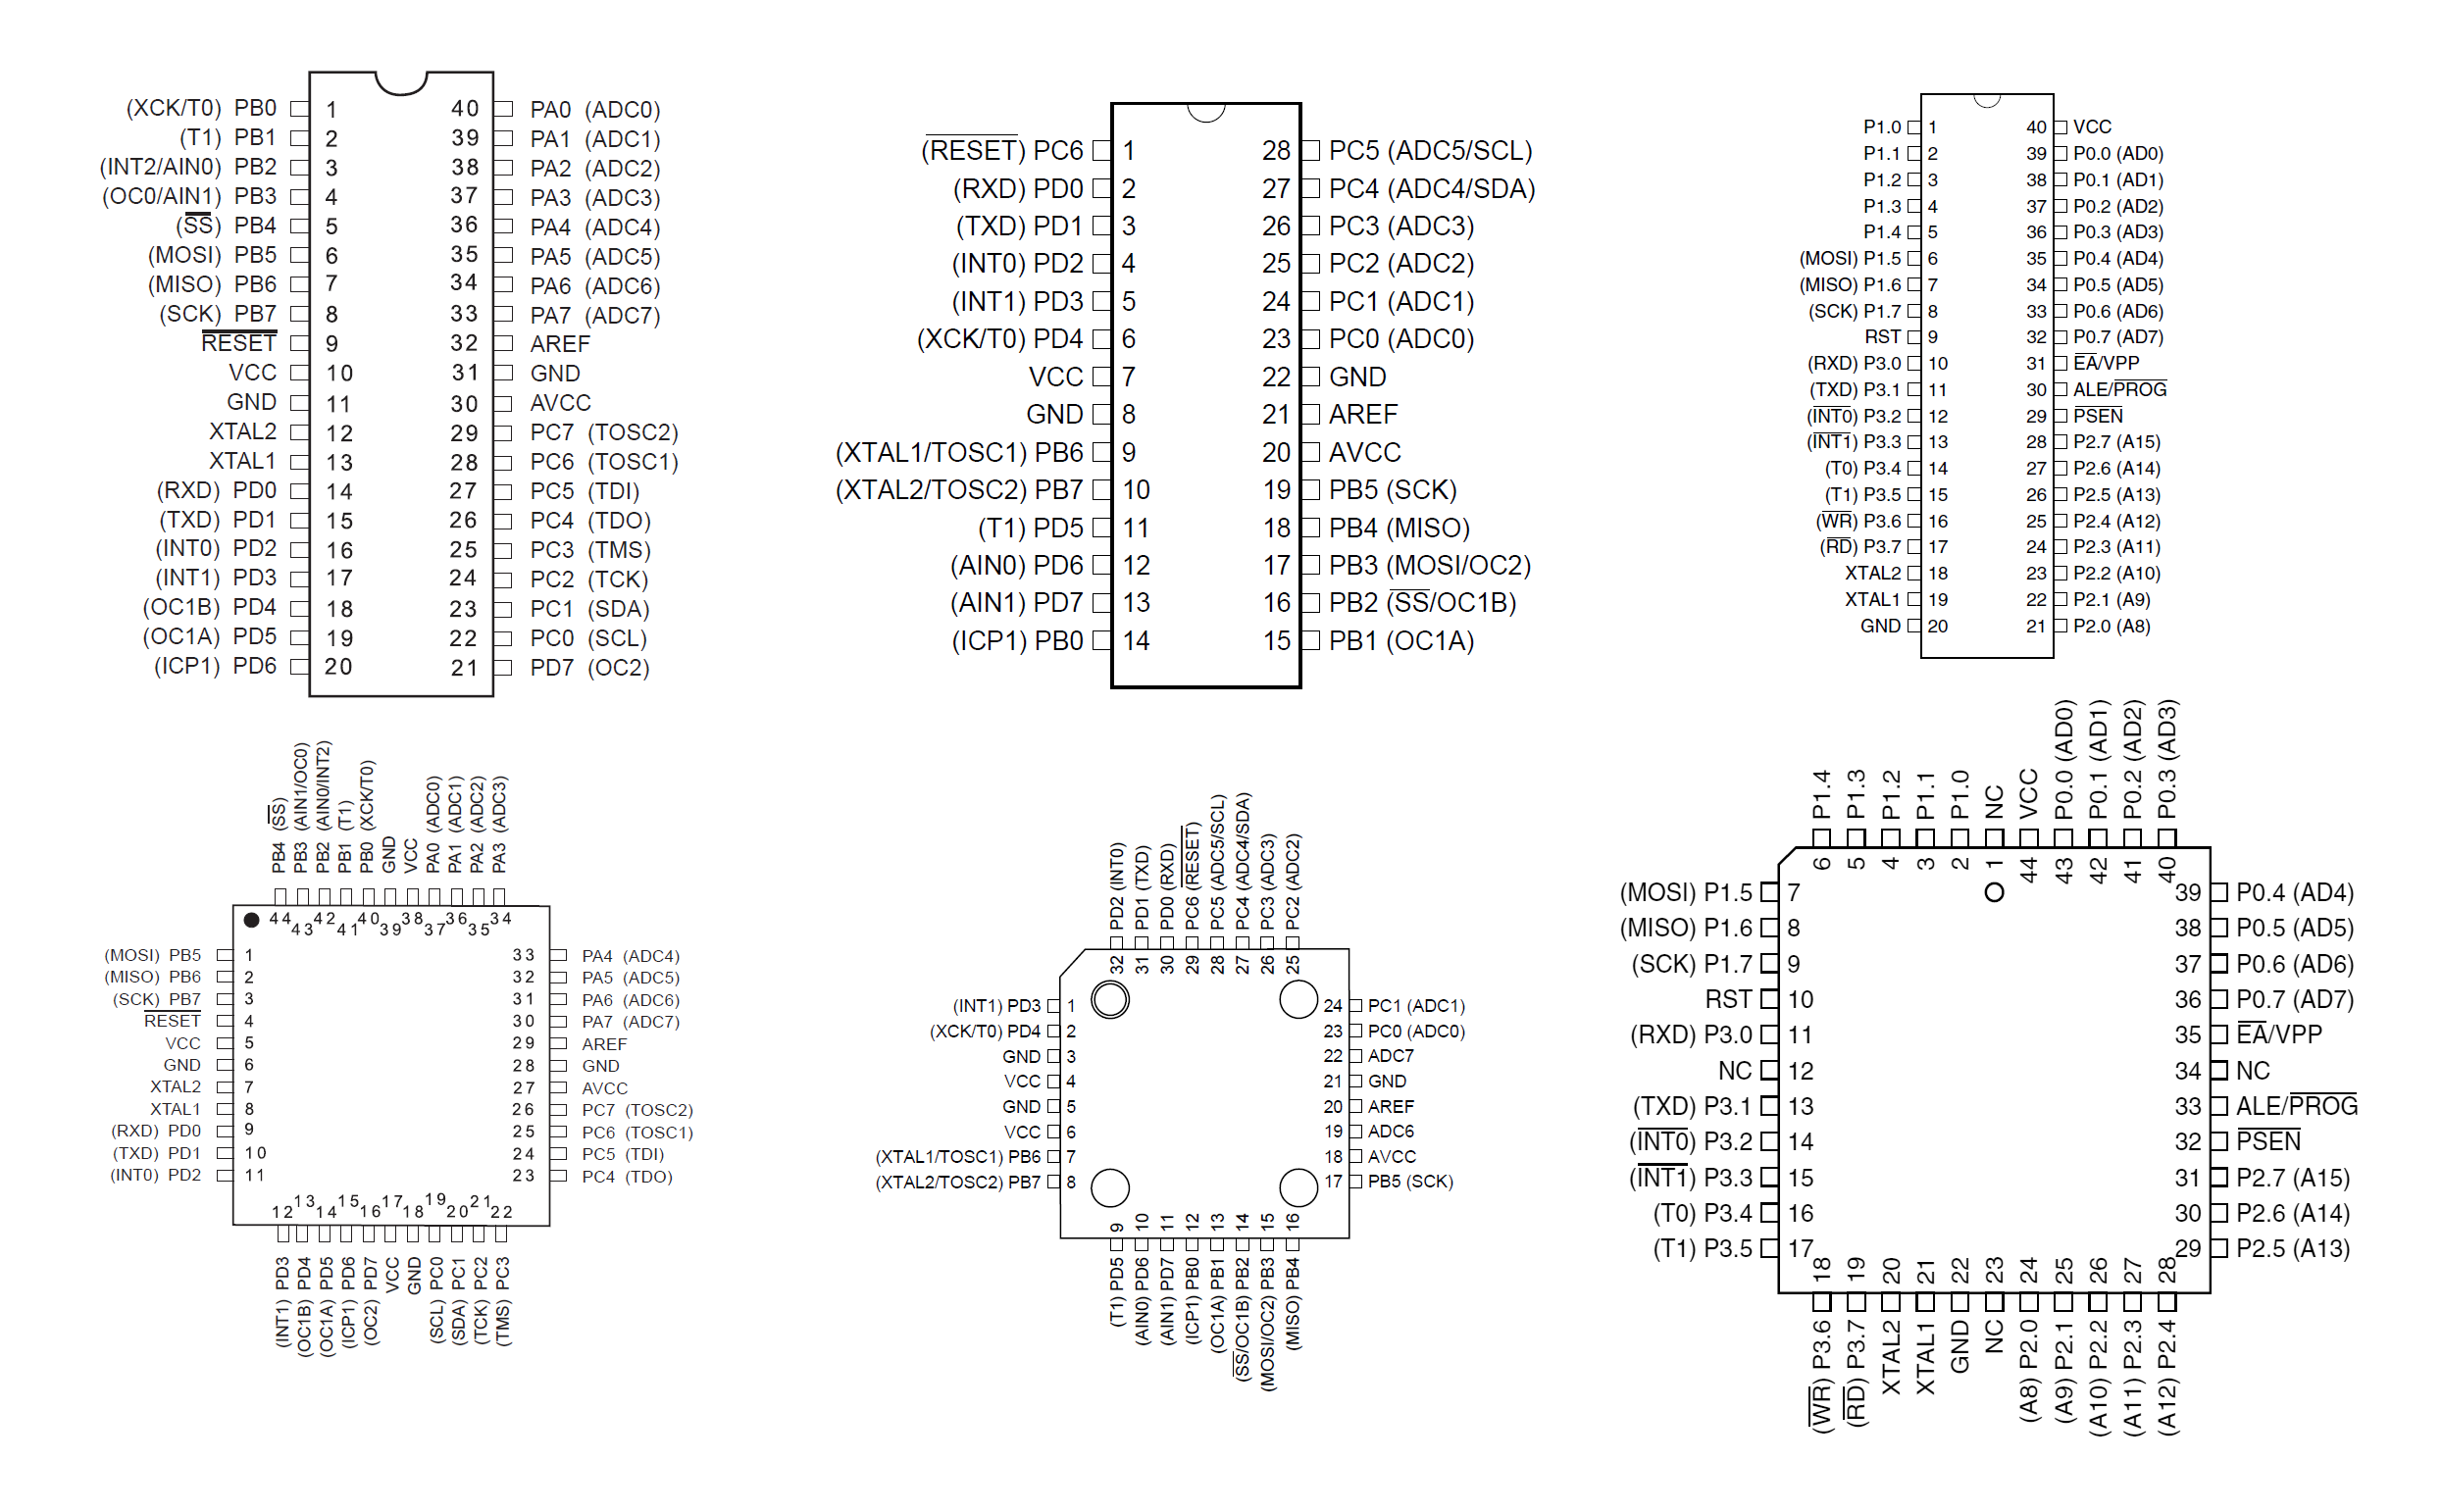 (XCK/T0) PB0 1 40 PA0 (ADC0)
(T1) PB1 2 39 PA1 (ADC1)
(INT2/AIN0) PB2 3 38 PA2 (ADC2)
(OC0/AIN1) PB3 4 37 PA3 (ADC3)
(SS) PB4 5 36 PA4 (ADC4)
(MOSI) PB5 6 35 PA5 (ADC5)
(MISO) PB6 7 34 PA6 (ADC6)
(SCK) PB7 8 33 PA7 (ADC7)
RESET 9 32 AREF
VCC 10 31 GND
GND 11 30 AVCC
XTAL2 12 29 PC7 (TOSC2)
XTAL1 13 28 PC6 (TOSC1)
(RXD) PD0 14 27 PC5 (TDI)
(TXD) PD1 15 26 PC4 (TDO)
(INT0) PD2 16 25 PC3 (TMS)
(INT1) PD3 17 24 PC2 (TCK)
(OC1B) PD4 18 23 PC1 (SDA)
(OC1A) PD5 19 22 PC0 (SCL)
(ICP1) PD6 20 21 PD7 (OC2)
(RESET) PC6 1 28 PC5 (ADC5/SCL)
(RXD) PD0 2 27 PC4 (ADC4/SDA)
(TXD) PD1 3 26 PC3 (ADC3)
(INT0) PD2 4 25 PC2 (ADC2)
(INT1) PD3 5 24 PC1 (ADC1)
(XCK/T0) PD4 6 23 PC0 (ADC0)
VCC 7 22 GND
GND 8 21 AREF
(XTAL1/TOSC1) PB6 9 20 AVCC
(XTAL2/TOSC2) PB7 10 19 PB5 (SCK)
(T1) PD5 11 18 PB4 (MISO)
(AIN0) PD6 12 17 PB3 (MOSI/OC2)
(AIN1) PD7 13 16 PB2 (SS/OC1B)
(ICP1) PB0 14 15 PB1 (OC1A)
P1.0 1 40 VCC
P1.1 2 39 P0.0 (AD0)
P1.2 3 38 P0.1 (AD1)
P1.3 4 37 P0.2 (AD2)
P1.4 5 36 P0.3 (AD3)
(MOSI) P1.5 6 35 P0.4 (AD4)
(MISO) P1.6 7 34 P0.5 (AD5)
(SCK) P1.7 8 33 P0.6 (AD6)
RST 9 32 P0.7 (AD7)
(RXD) P3.0 10 31 EA/VPP
(TXD) P3.1 11 30 ALE/PROG
(INT0) P3.2 12 29 PSEN
(INT1) P3.3 13 28 P2.7 (A15)
(T0) P3.4 14 27 P2.6 (A14)
(T1) P3.5 15 26 P2.5 (A13)
(WR) P3.6 16 25 P2.4 (A12)
(RD) P3.7 17 24 P2.3 (A11)
XTAL2 18 23 P2.2 (A10)
XTAL1 19 22 P2.1 (A9)
GND 20 21 P2.0 (A8)
PB4 (SS)
PB3 (AIN1/OC0)
PB2 (AIN0/INT2)
PB1 (T1)
PB0 (XCK/T0)
GND
VCC
PA0 (ADC0)
PA1 (ADC1)
PA2 (ADC2)
PA3 (ADC3)
44 43 42 41 40 39 38 37 36 35 34
(MOSI) PB5 1 33 PA4 (ADC4)
(MISO) PB6 2 32 PA5 (ADC5)
(SCK) PB7 3 31 PA6 (ADC6)
RESET 4 30 PA7 (ADC7)
VCC 5 29 AREF
GND 6 28 GND
XTAL2 7 27 AVCC
XTAL1 8 26 PC7 (TOSC2)
(RXD) PD0 9 25 PC6 (TOSC1)
(TXD) PD1 10 24 PC5 (TDI)
(INT0) PD2 11 23 PC4 (TDO)
12 13 14 15 16 17 18 19 20 21 22
(INT1) PD3
(OC1B) PD4
(OC1A) PD5
(ICP1) PD6
(OC2) PD7
VCC
GND
(SCL) PC0
(SDA) PC1
(TCK) PC2
(TMS) PC3
PD2 (INT0)
PD1 (TXD)
PD0 (RXD)
PC6 (RESET)
PC5 (ADC5/SCL)
PC4 (ADC4/SDA)
PC3 (ADC3)
PC2 (ADC2)
32 31 30 29 28 27 26 25
(INT1) PD3 1 24 PC1 (ADC1)
(XCK/T0) PD4 2 23 PC0 (ADC0)
GND 3 22 ADC7
VCC 4 21 GND
GND 5 20 AREF
VCC 6 19 ADC6
(XTAL1/TOSC1) PB6 7 18 AVCC
(XTAL2/TOSC2) PB7 8 17 PB5 (SCK)
9 10 11 12 13 14 15 16
(T1) PD5
(AIN0) PD6
(AIN1) PD7
(ICP1) PB0
(OC1A) PB1
(SS/OC1B) PB2
(MOSI/OC2) PB3
(MISO) PB4
P1.4
P1.3
P1.2
P1.1
P1.0
NC
VCC
P0.0 (AD0)
P0.1 (AD1)
P0.2 (AD2)
P0.3 (AD3)
6 5 4 3 2 1 44 43 42 41 40
(MOSI) P1.5 7 39 P0.4 (AD4)
(MISO) P1.6 8 38 P0.5 (AD5)
(SCK) P1.7 9 37 P0.6 (AD6)
RST 10 36 P0.7 (AD7)
(RXD) P3.0 11 35 EA/VPP
NC 12 34 NC
(TXD) P3.1 13 33 ALE/PROG
(INT0) P3.2 14 32 PSEN
(INT1) P3.3 15 31 P2.7 (A15)
(T0) P3.4 16 30 P2.6 (A14)
(T1) P3.5 17 29 P2.5 (A13)
18 19 20 21 22 23 24 25 26 27 28
(WR) P3.6
(RD) P3.7
XTAL2
XTAL1
GND
NC
(A8) P2.0
(A9) P2.1
(A10) P2.2
(A11) P2.3
(A12) P2.4